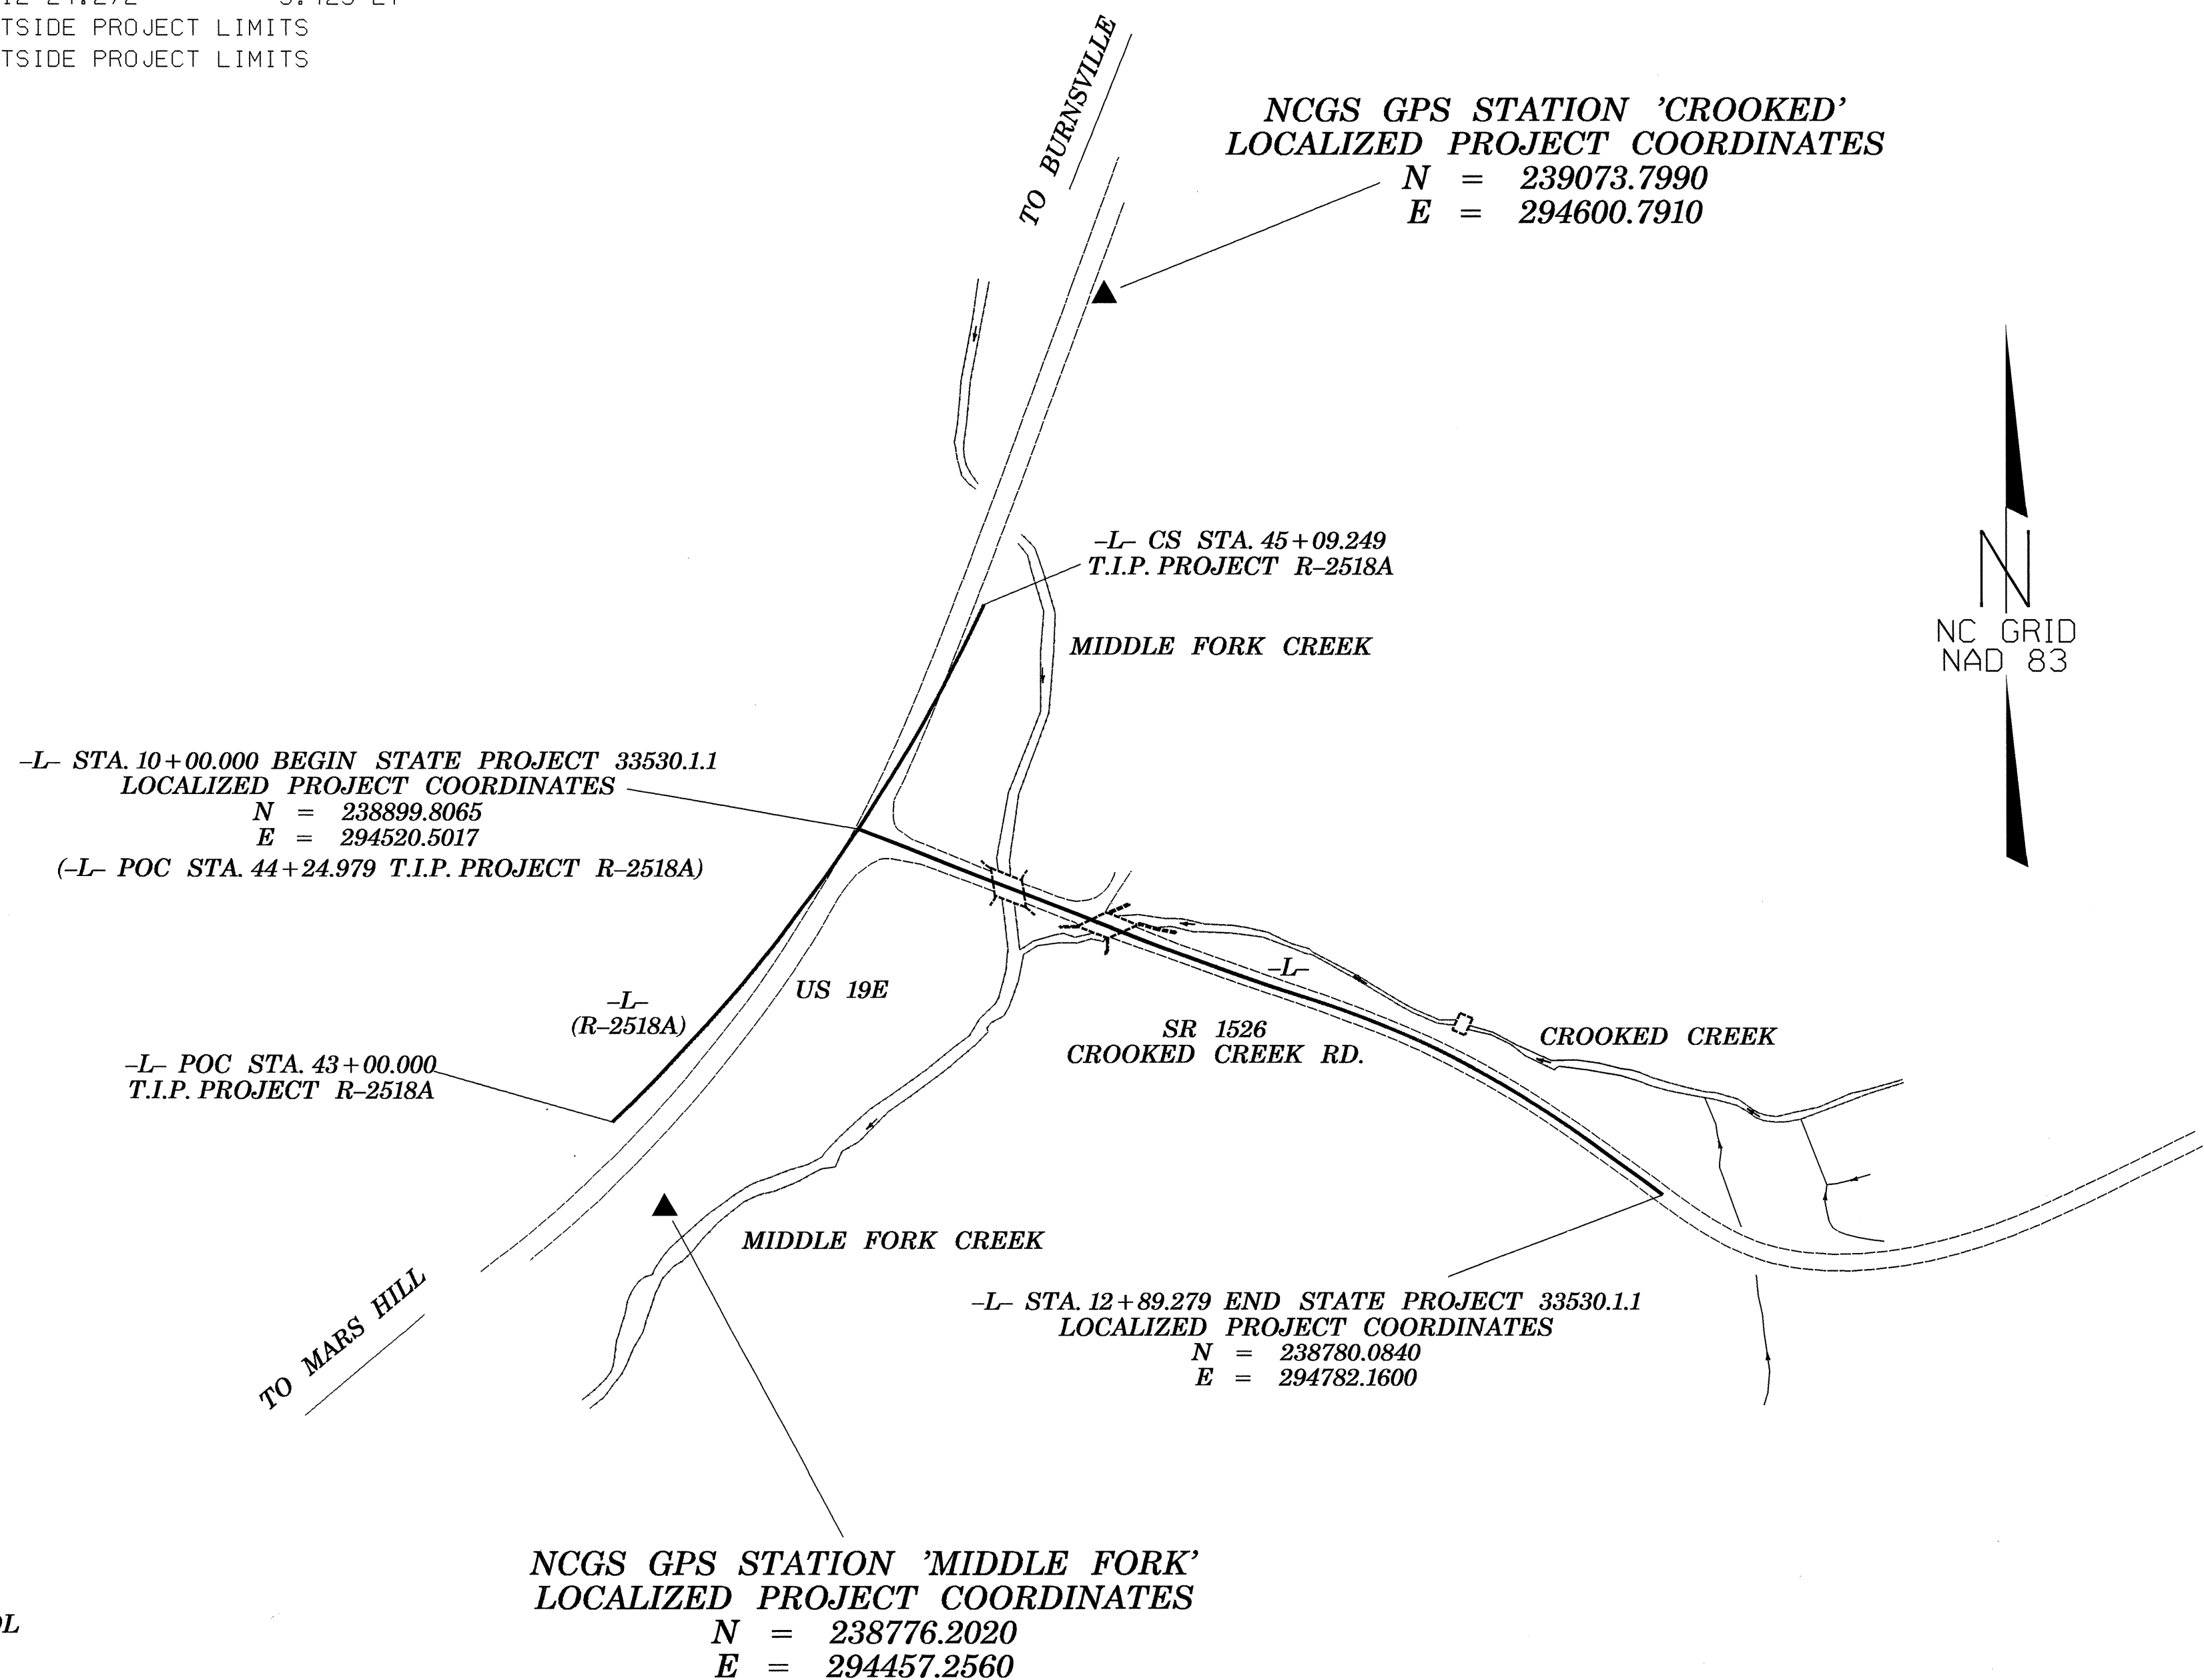 TSIDE PROJECT LIMITS
TSIDE PROJECT LIMITS
TO BURNSVILLE
NCGS GPS STATION 'CROOKED'
LOCALIZED PROJECT COORDINATES
N = 239073.7990
E = 294600.7910
-L- CS STA. 45+09.249
T.I.P. PROJECT R-2518A
MIDDLE FORK CREEK
N
NC GRID
NAD 83
-L- STA. 10+00.000 BEGIN STATE PROJECT 33530.1.1
LOCALIZED PROJECT COORDINATES
N = 238899.8065
E = 294520.5017
(-L- POC STA. 44+24.979 T.I.P. PROJECT R-2518A)
-L-
US 19E
-L-
(R-2518A)
SR 1526
CROOKED CREEK RD.
CROOKED CREEK
-L- POC STA. 43+00.000
T.I.P. PROJECT R-2518A
MIDDLE FORK CREEK
TO MARS HILL
-L- STA. 12+89.279 END STATE PROJECT 33530.1.1
LOCALIZED PROJECT COORDINATES
N = 238780.0840
E = 294782.1600
NCGS GPS STATION 'MIDDLE FORK'
LOCALIZED PROJECT COORDINATES
N = 238776.2020
E = 294457.2560